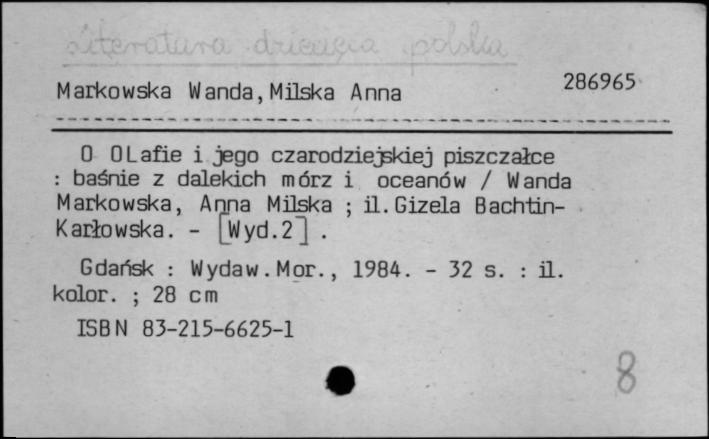 Literatura dziecięca polska
286965
Markowska Wanda, Milska Anna
O OLafie i jego czarodziejskiej piszczałce
: baśnie z dalekich mórz i oceanów / Wanda
Markowska, Anna Milska ; il. Gizela Bachtin-
Karłowska. - [Wyd.2] .
Gdańsk : Wydaw. Mor., 1984. - 32 s. : il.
kolor. ; 28 cm
ISBN 83-215-6625-1
8